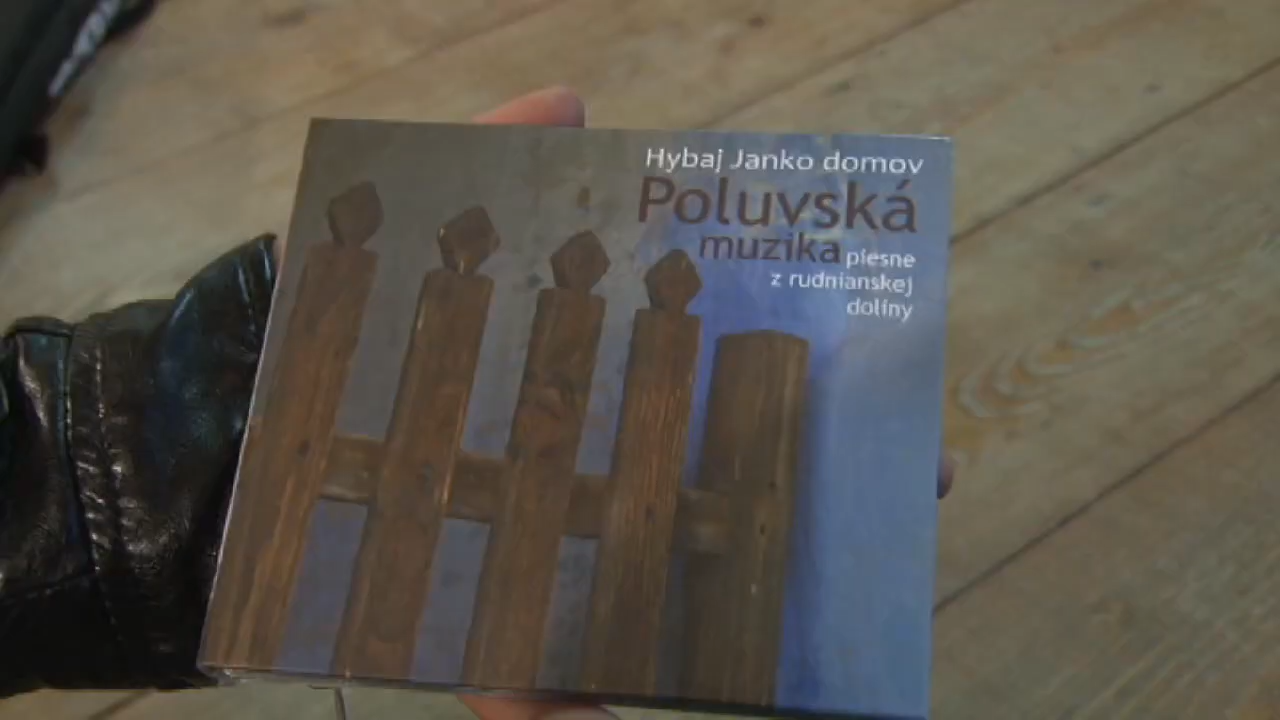 Hybaj Janko domov
Poluvská
muzika piesne
z rudnianskej
doliny